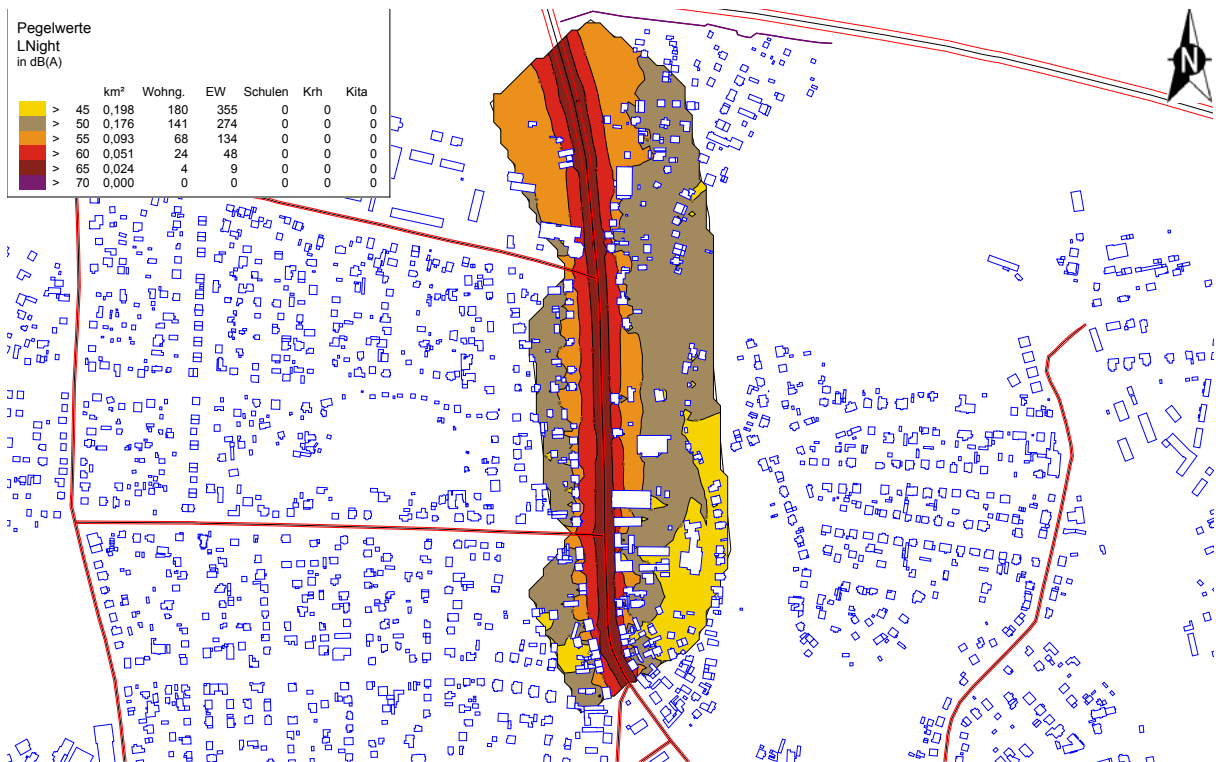 Pegelwerte
LNight
in dB(A)
km² Wohng. EW Schulen Krh Kita
> 45 0,198 180 355 0 0 0
> 50 0,176 141 274 0 0 0
> 55 0,093 68 134 0 0 0
> 60 0,051 24 48 0 0 0
> 65 0,024 4 9 0 0 0
> 70 0,000 0 0 0 0 0
N